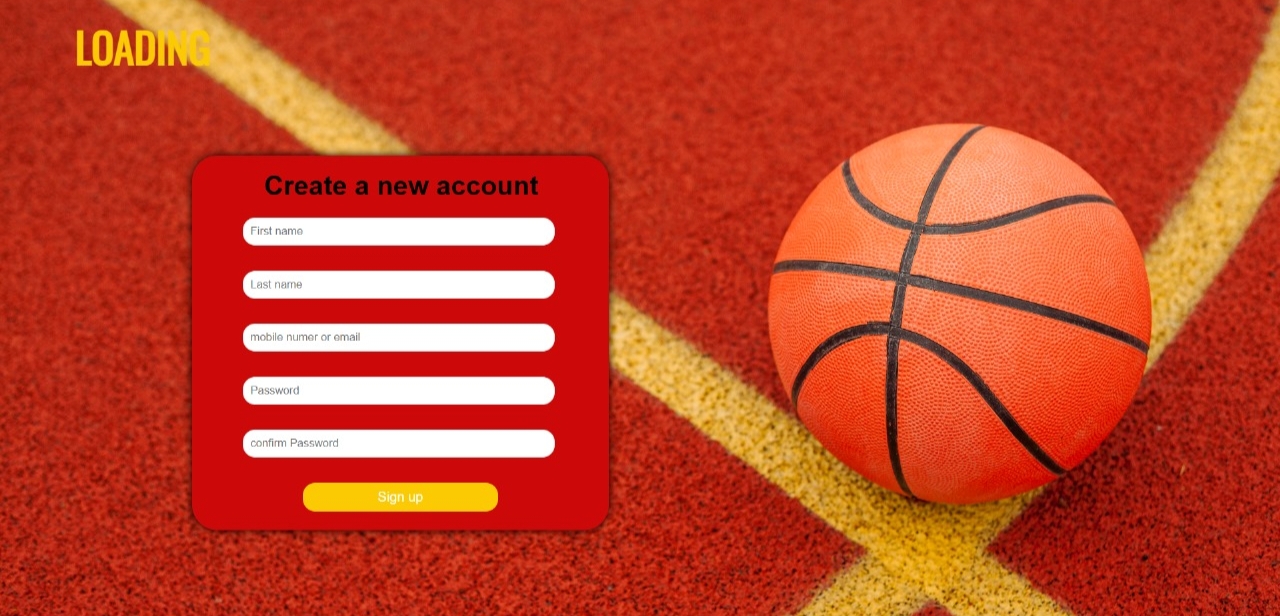 LOADING
Create a new account
First name
Last name
mobile numer or email
Password
confirm Password
Sign up